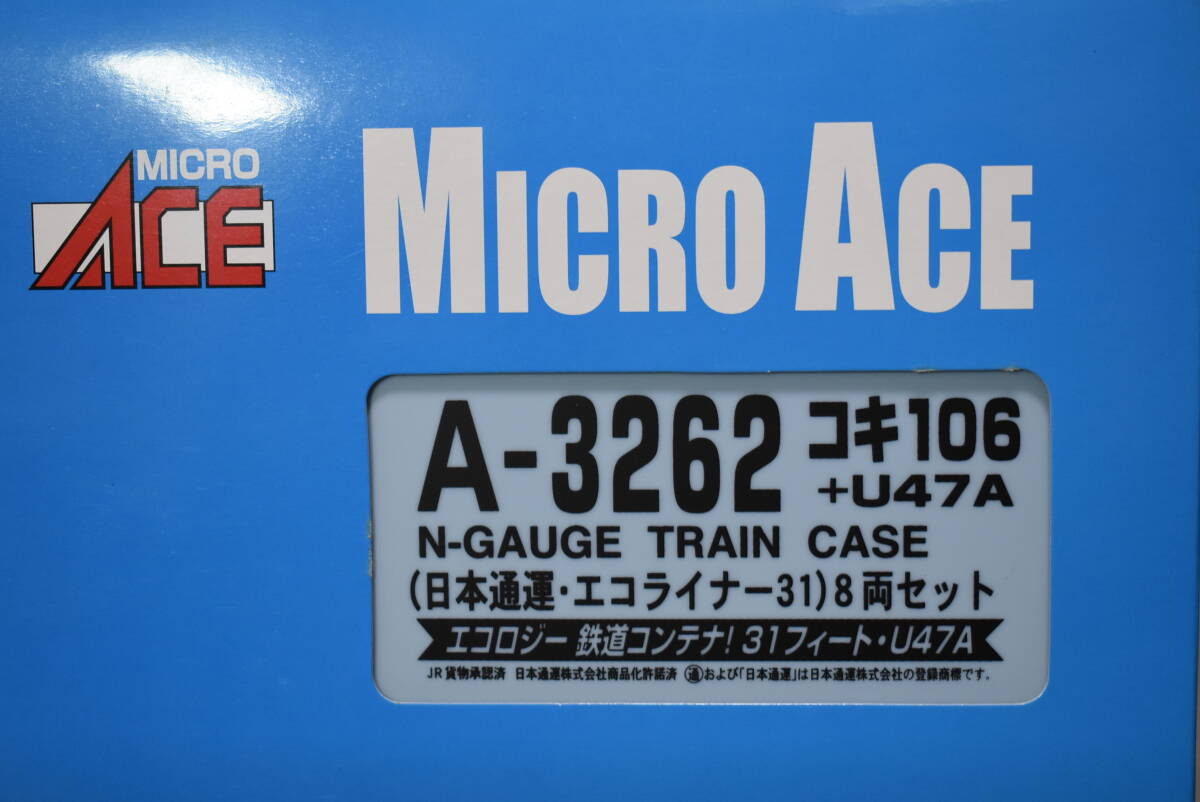 MICRO
ACE
MICRO ACE
A-3262 コキ106
+U47A
N-GAUGE TRAIN CASE
(日本通運・エコライナー31)8両セット
エコロジー 鉄道コンテナ! 31フィート・U47A
JR貨物承認済 日本通運株式会社商品化許諾済 通および「日本通運」は日本通運株式会社の登録商標です。